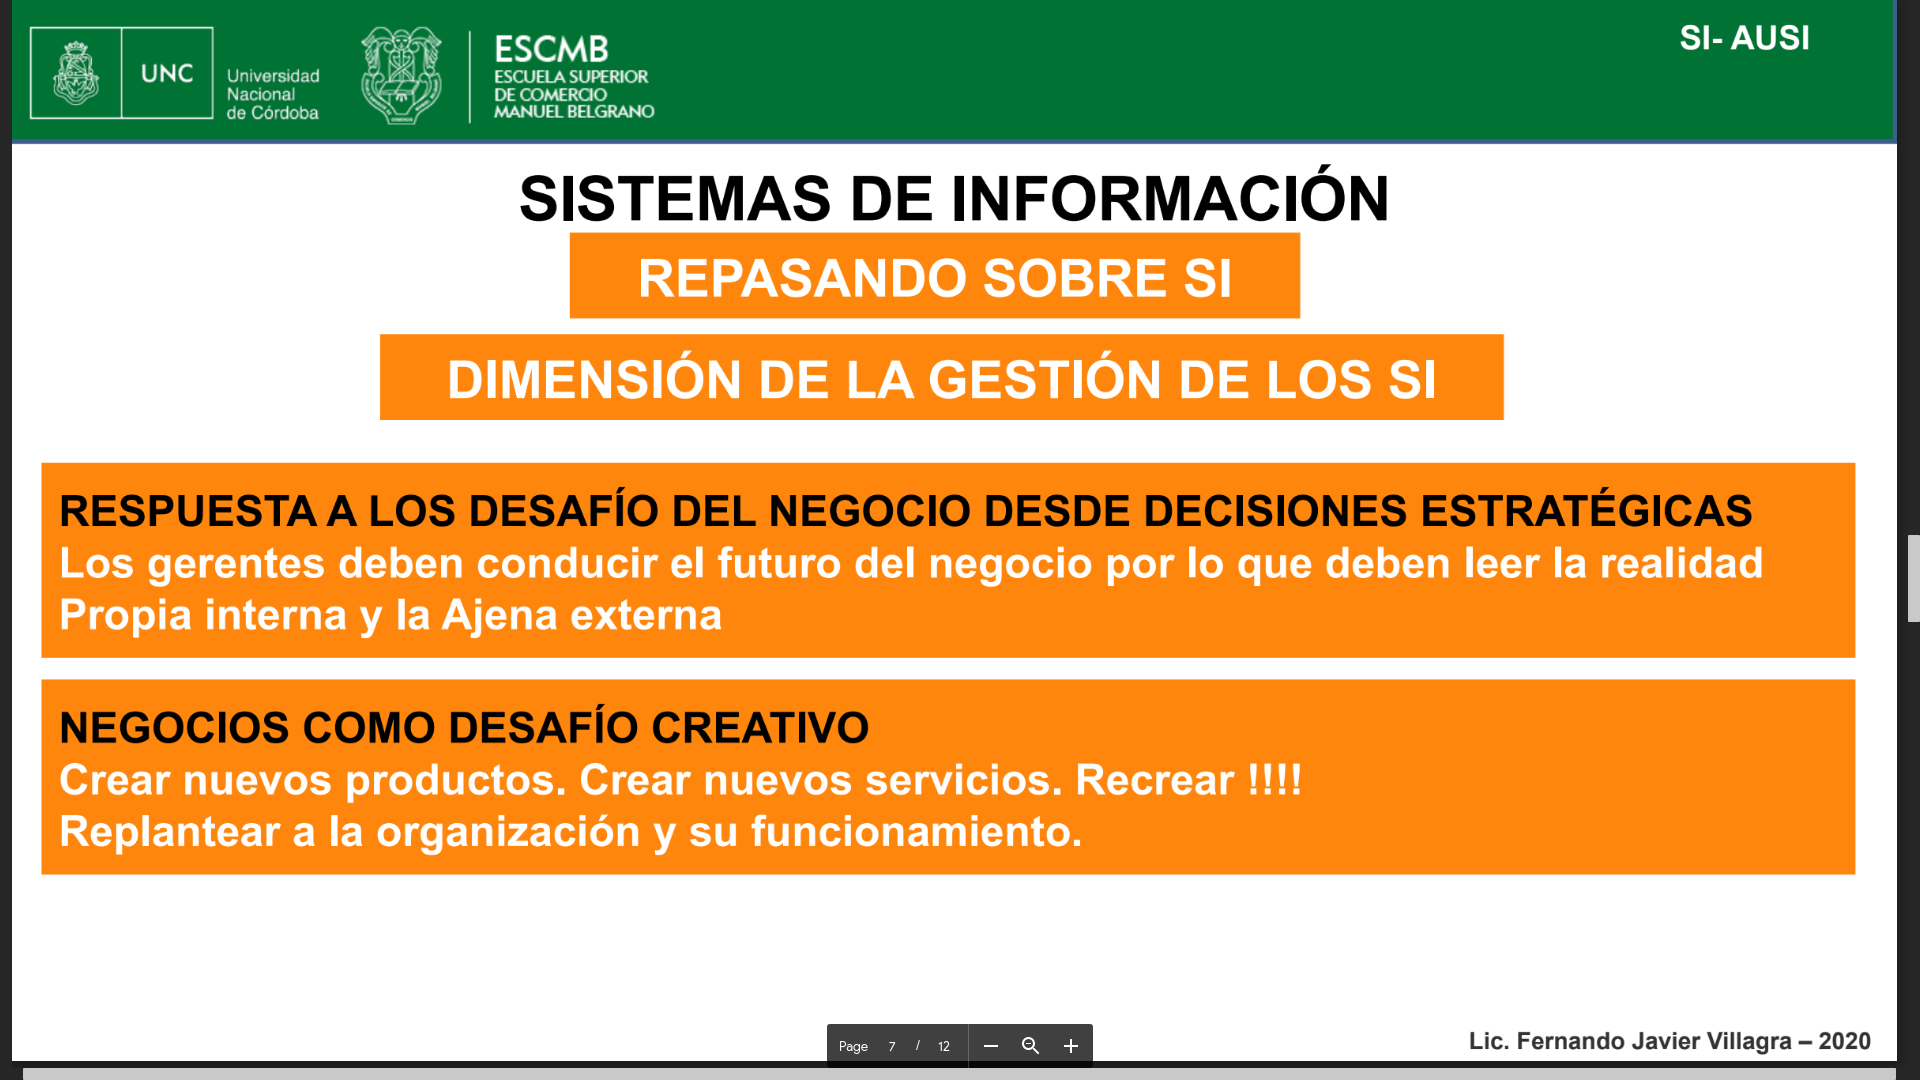 UNC
Universidad
Nacional
de Córdoba
ESCMB
ESCUELA SUPERIOR
DE COMERCIO
MANUEL BELGRANO
SI- AUSI
SISTEMAS DE INFORMACIÓN
REPASANDO SOBRE SI
DIMENSIÓN DE LA GESTIÓN DE LOS SI
RESPUESTA A LOS DESAFÍO DEL NEGOCIO DESDE DECISIONES ESTRATÉGICAS
Los gerentes deben conducir el futuro del negocio por lo que deben leer la realidad
Propia interna y la Ajena externa
NEGOCIOS COMO DESAFÍO CREATIVO
Crear nuevos productos. Crear nuevos servicios. Recrear !!!!
Replantear a la organización y su funcionamiento.
Lic. Fernando Javier Villagra – 2020
Page 7 / 12